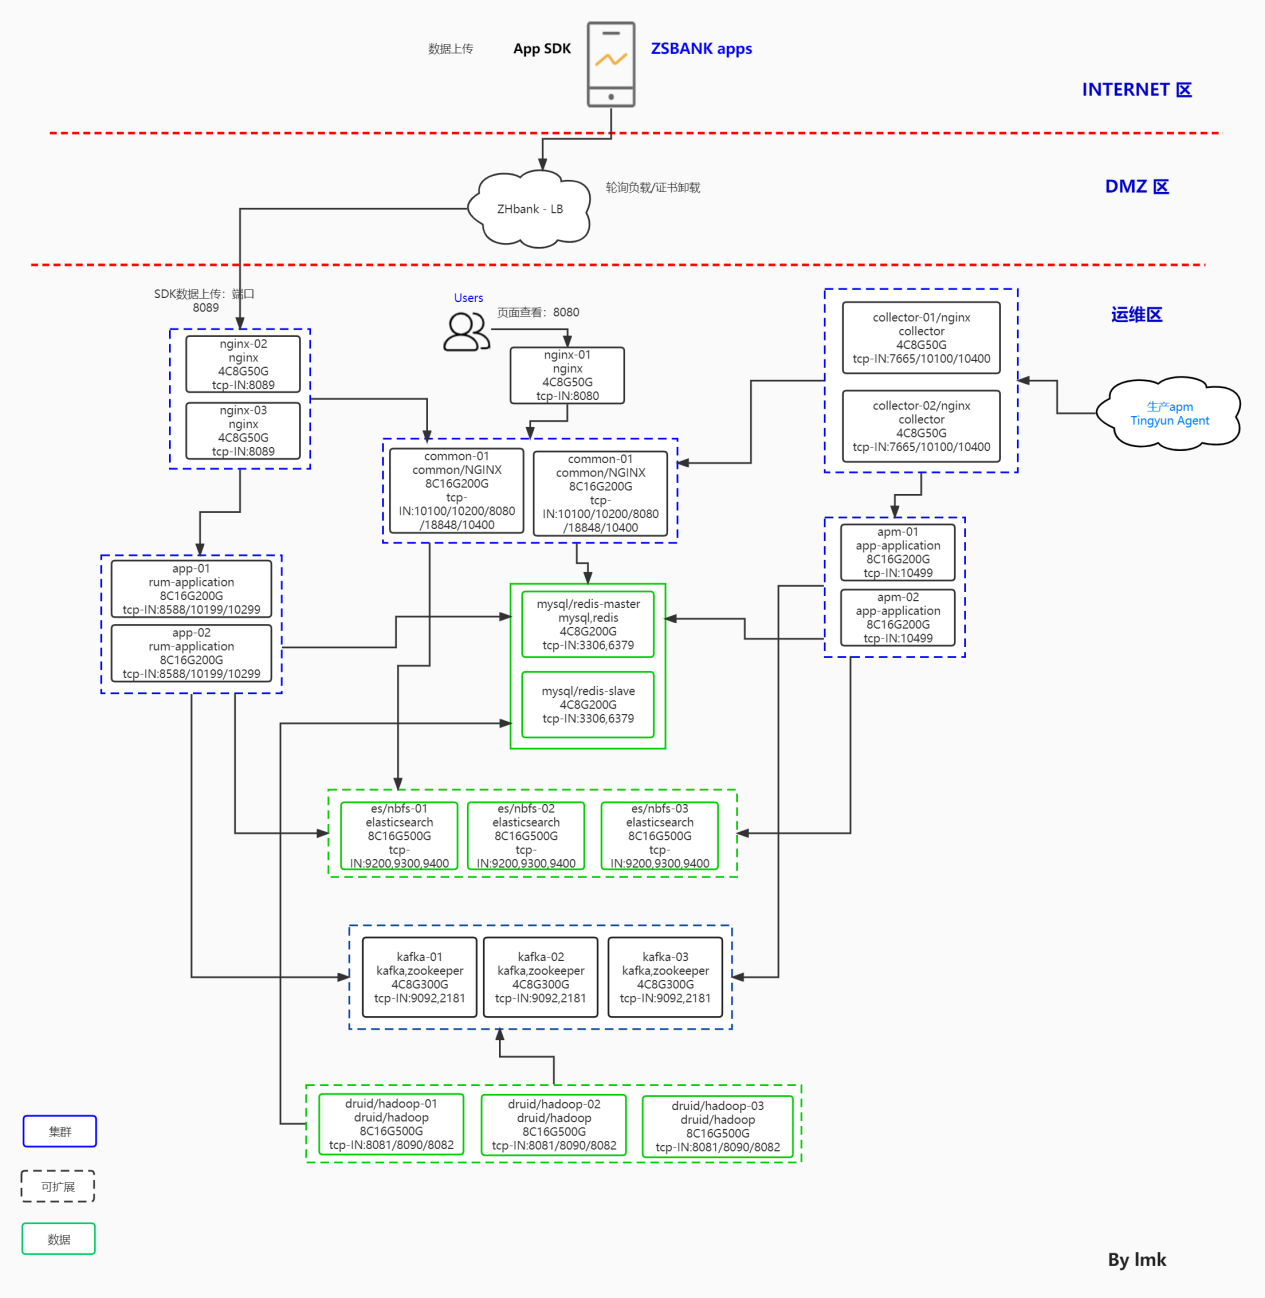 数据上传
App SDK
ZSBANK apps
INTERNET 区
轮询负载/证书卸载
DMZ 区
ZHbank - LB
SDK数据上传：端口
8089
Users
页面查看：8080
运维区
nginx-02
nginx
4C8G50G
tcp-IN:8089
nginx-03
nginx
4C8G50G
tcp-IN:8089
nginx-01
nginx
4C8G50G
tcp-IN:8080
collector-01/nginx
collector
4C8G50G
tcp-IN:7665/10100/10400
collector-02/nginx
collector
4C8G50G
tcp-IN:7665/10100/10400
生产apm
Tingyun Agent
common-01
common/NGINX
8C16G200G
tcp-
IN:10100/10200/8080
/18848/10400
common-01
common/NGINX
8C16G200G
tcp-
IN:10100/10200/8080
/18848/10400
apm-01
app-application
8C16G200G
tcp-IN:10499
apm-02
app-application
8C16G200G
tcp-IN:10499
app-01
rum-application
8C16G200G
tcp-IN:8588/10199/10299
app-02
rum-application
8C16G200G
tcp-IN:8588/10199/10299
mysql/redis-master
mysql,redis
4C8G200G
tcp-IN:3306,6379
mysql/redis-slave
4C8G200G
tcp-IN:3306,6379
es/nbfs-01
elasticsearch
8C16G500G
tcp-
IN:9200,9300,9400
es/nbfs-02
elasticsearch
8C16G500G
tcp-
IN:9200,9300,9400
es/nbfs-03
elasticsearch
8C16G500G
tcp-
IN:9200,9300,9400
kafka-01
kafka,zookeeper
4C8G300G
tcp-IN:9092,2181
kafka-02
kafka,zookeeper
4C8G300G
tcp-IN:9092,2181
kafka-03
kafka,zookeeper
4C8G300G
tcp-IN:9092,2181
druid/hadoop-01
druid/hadoop
8C16G500G
tcp-IN:8081/8090/8082
druid/hadoop-02
druid/hadoop
8C16G500G
tcp-IN:8081/8090/8082
druid/hadoop-03
druid/hadoop
8C16G500G
tcp-IN:8081/8090/8082
集群
可扩展
数据
By lmk